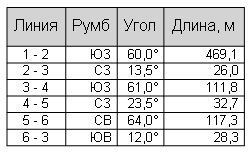 Линия Румб Угол Длина, м
1 - 2 ЮЗ 60,0° 469,1
2 - 3 СЗ 13,5° 26,0
3 - 4 ЮЗ 61,0° 111,8
4 - 5 СЗ 23,5° 32,7
5 - 6 СВ 64,0° 117,3
6 - 3 ЮВ 12,0° 28,3